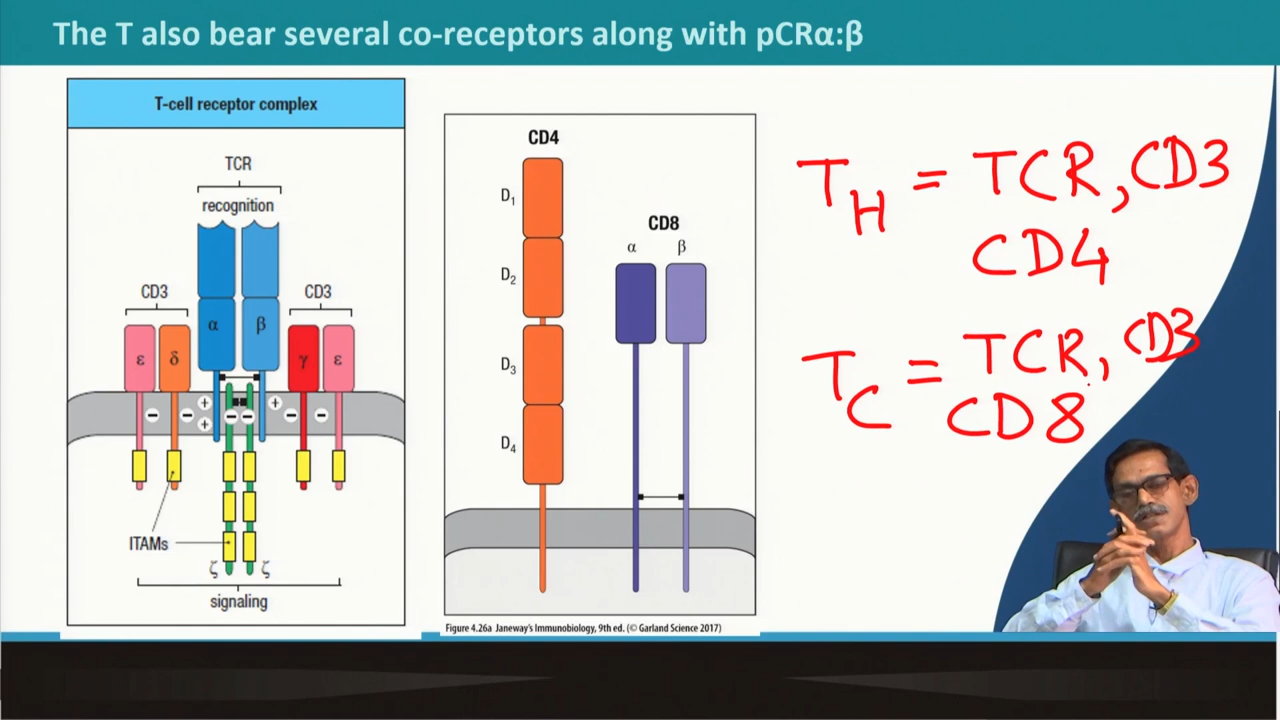 The T also bear several co-receptors along with pCRα:β
T-cell receptor complex
TCR
recognition
CD3
CD3
ε
δ
α
β
γ
ε
+
+
+
−
−
−
−
−
−
ITAMs
ζ
ζ
signaling
CD4
D1
D2
D3
D4
CD8
α
β
Figure 4.26a Janeway's Immunobiology, 9th ed. (© Garland Science 2017)
TH = TCR, CD3
CD4
TC = TCR, CD3
CD8